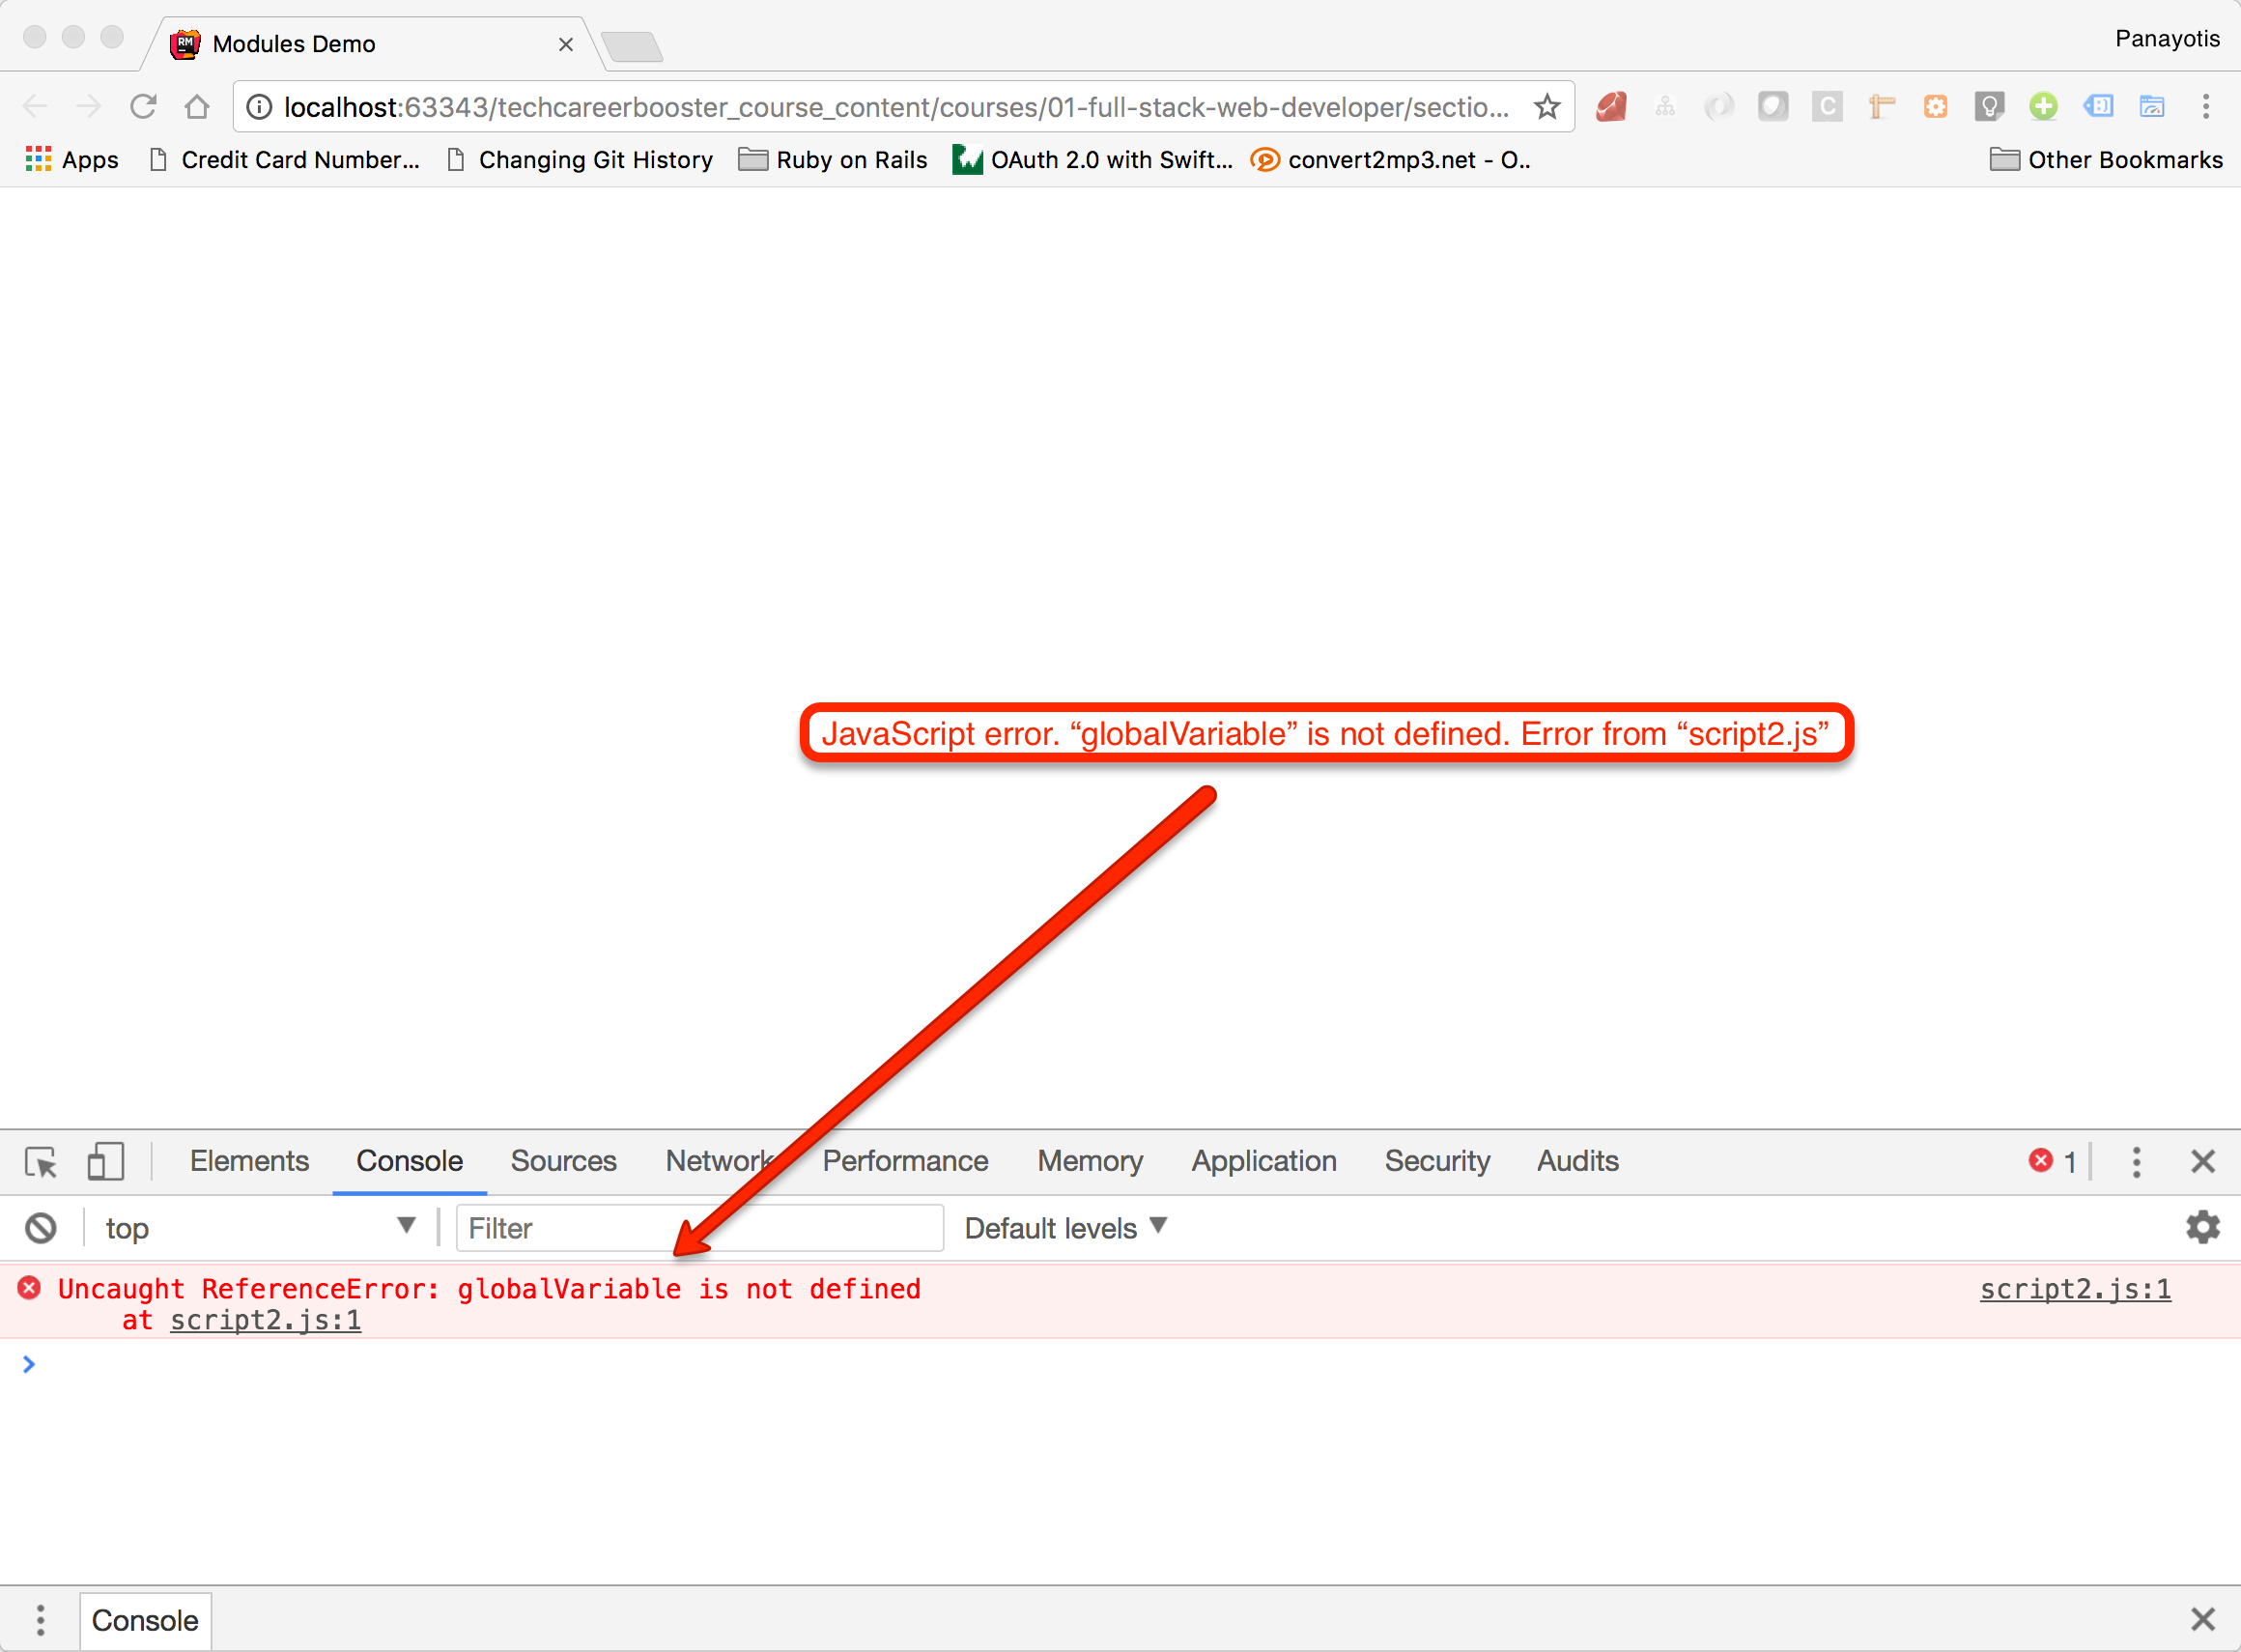 Modules Demo
Panayotis
localhost:63343/techcareerbooster_course_content/courses/01-full-stack-web-developer/sectio...
Apps Credit Card Number... Changing Git History Ruby on Rails OAuth 2.0 with Swift... convert2mp3.net - O.. Other Bookmarks
JavaScript error. “globalVariable” is not defined. Error from “script2.js”
Elements Console Sources Network Performance Memory Application Security Audits 1
top Filter Default levels
Uncaught ReferenceError: globalVariable is not defined script2.js:1
at script2.js:1
Console